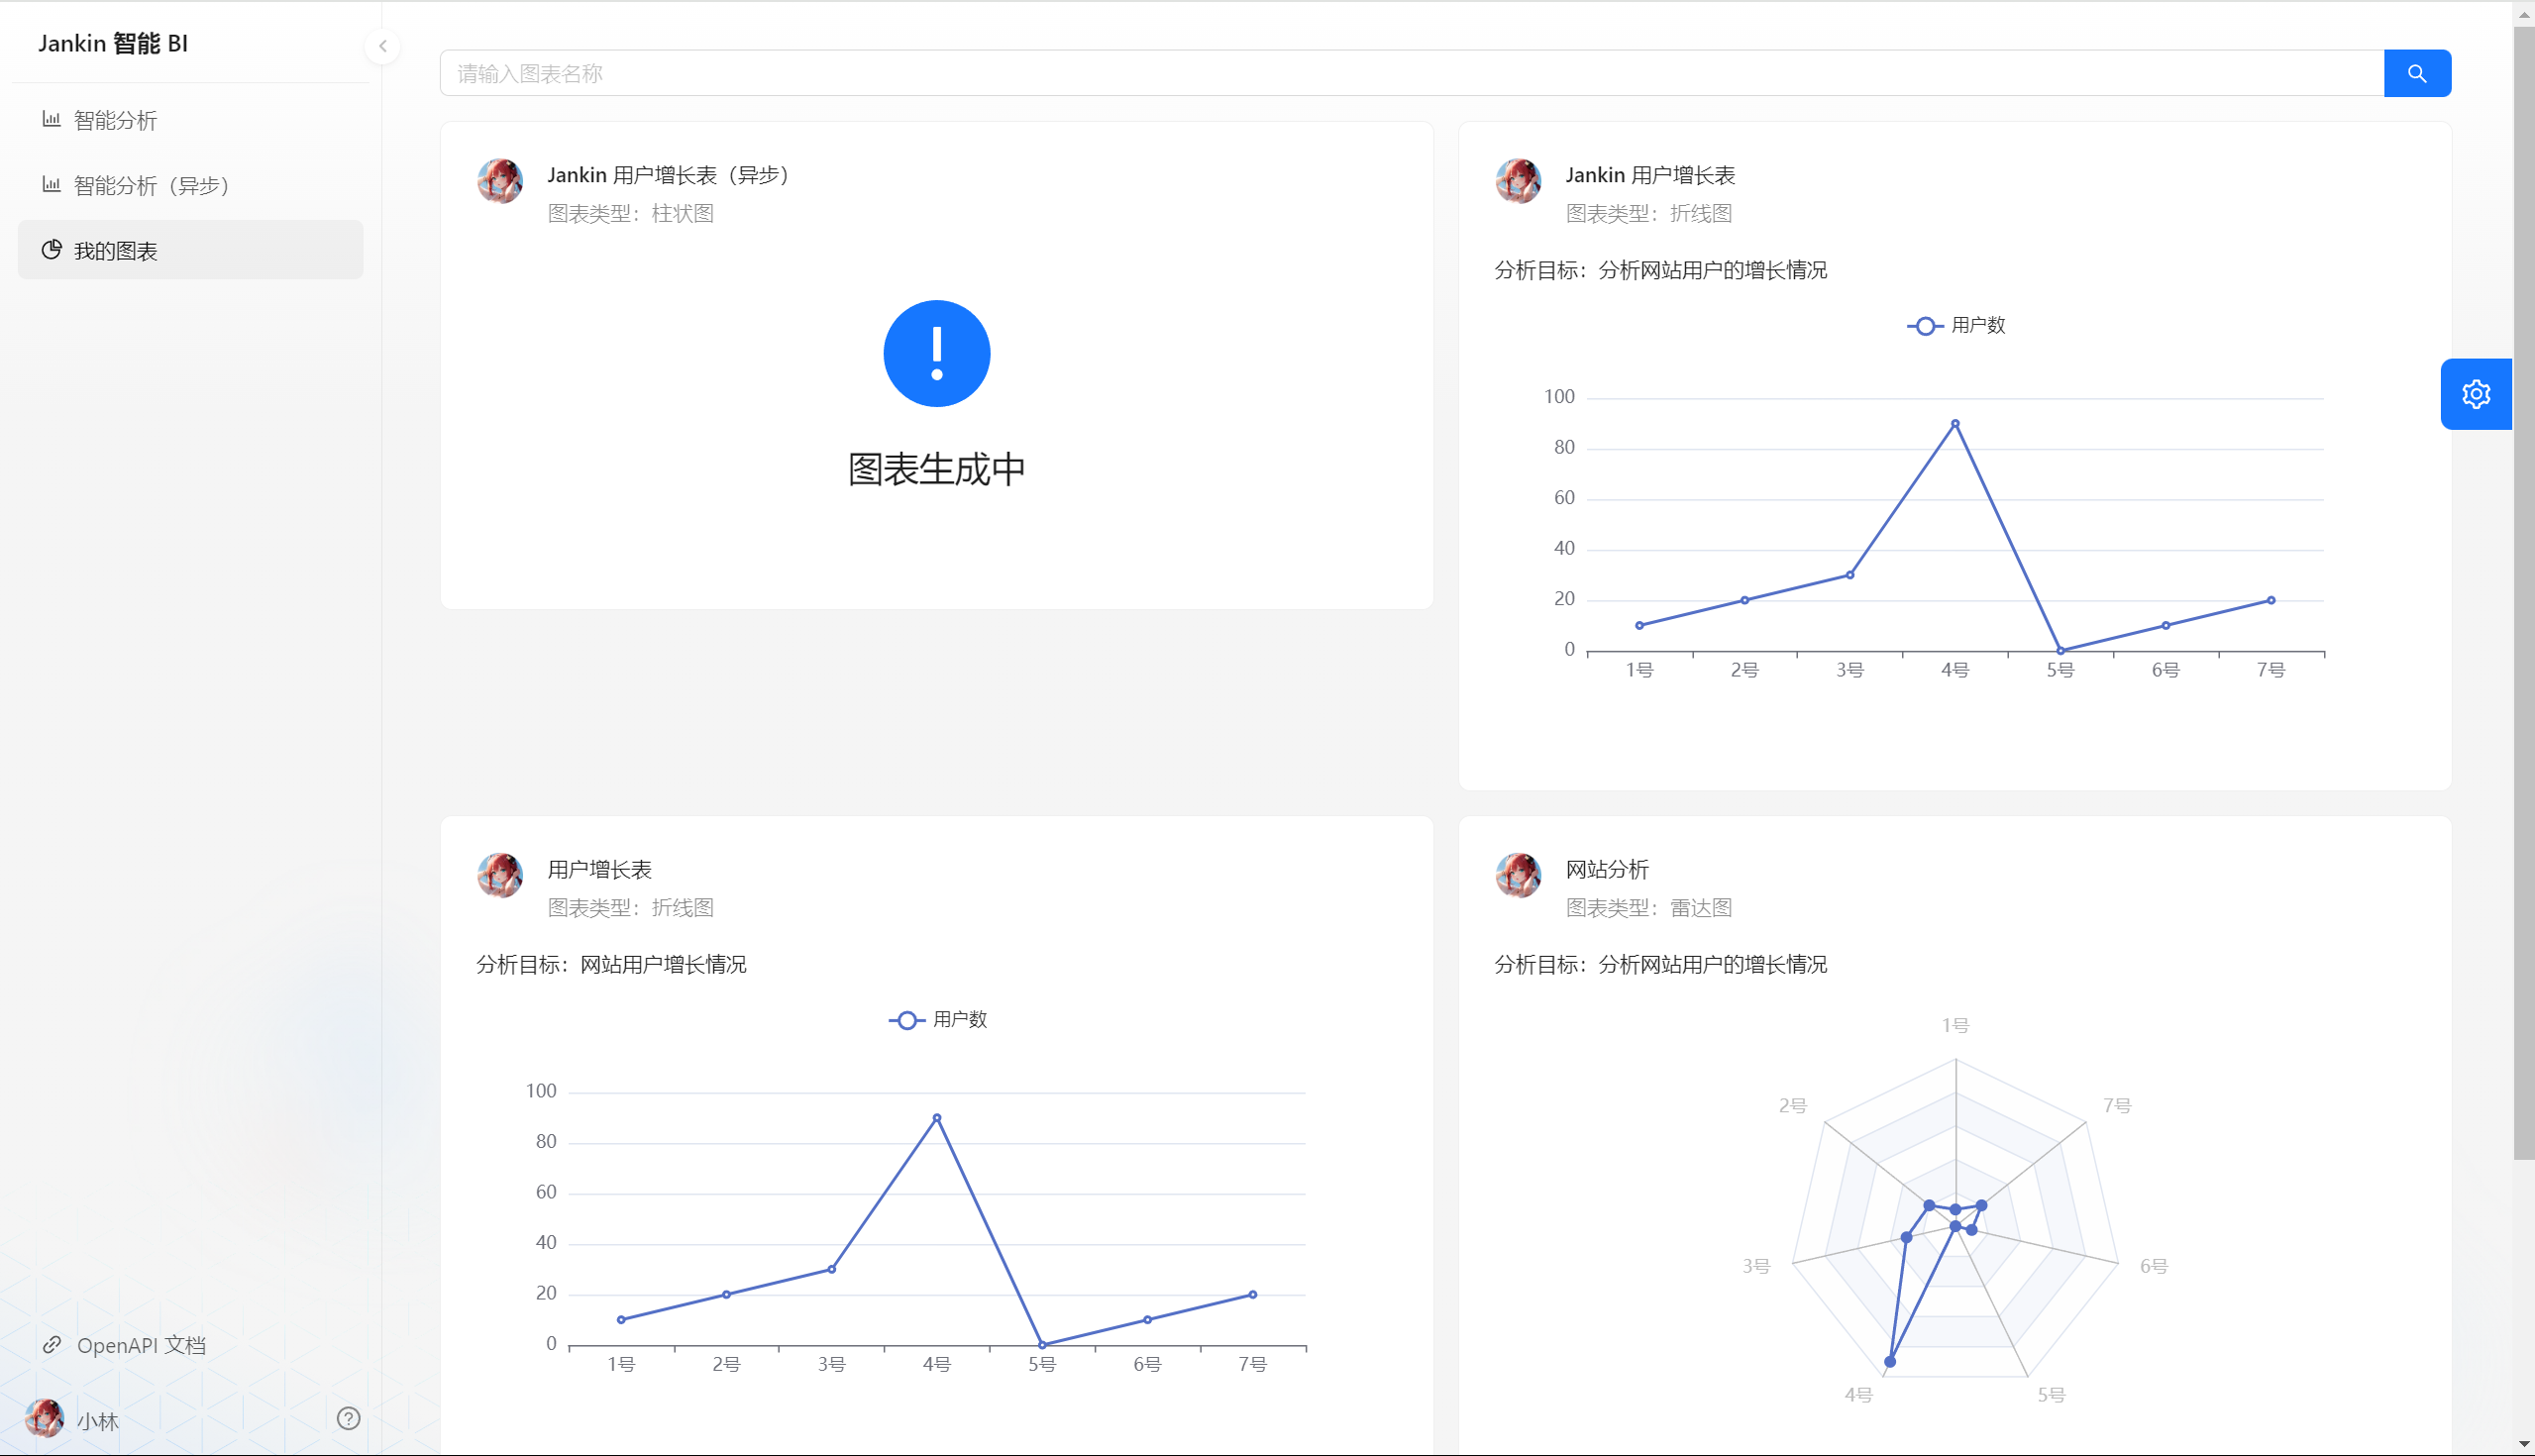 Jankin 智能 BI
智能分析
智能分析（异步）
我的图表
OpenAPI 文档
小林
请输入图表名称
Jankin 用户增长表（异步）
图表类型：柱状图
图表生成中
Jankin 用户增长表
图表类型：折线图
分析目标：分析网站用户的增长情况
用户数
100
80
60
40
20
0
1号 2号 3号 4号 5号 6号 7号
用户增长表
图表类型：折线图
分析目标：网站用户增长情况
用户数
100
80
60
40
20
0
1号 2号 3号 4号 5号 6号 7号
网站分析
图表类型：雷达图
分析目标：分析网站用户的增长情况
1号
2号 7号
3号 6号
4号 5号